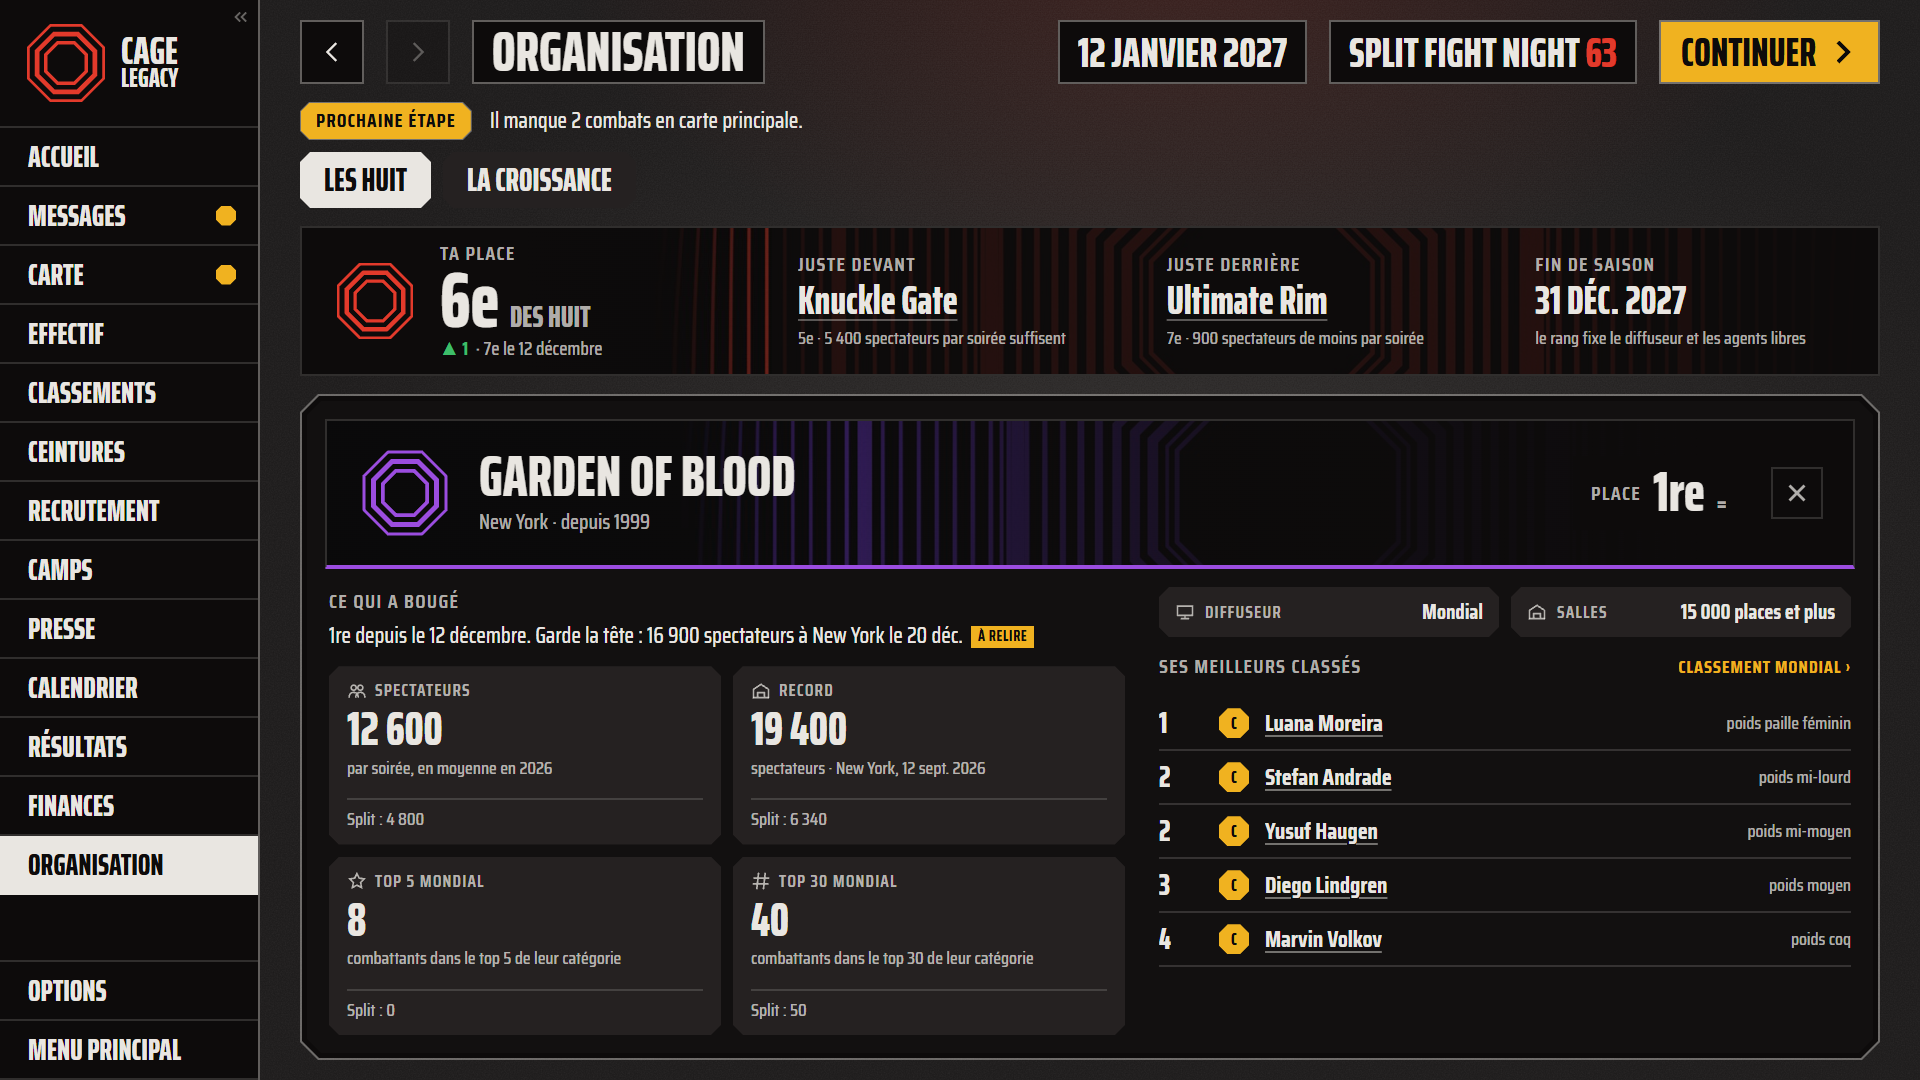 CAGE
LEGACY
«
ACCUEIL
MESSAGES
CARTE
EFFECTIF
CLASSEMENTS
CEINTURES
RECRUTEMENT
CAMPS
PRESSE
CALENDRIER
RÉSULTATS
FINANCES
ORGANISATION
OPTIONS
MENU PRINCIPAL
ORGANISATION
12 JANVIER 2027
SPLIT FIGHT NIGHT 63
CONTINUER
PROCHAINE ÉTAPE Il manque 2 combats en carte principale.
LES HUIT LA CROISSANCE
TA PLACE
6e DES HUIT
▲ 1 · 7e le 12 décembre
JUSTE DEVANT
Knuckle Gate
5e · 5 400 spectateurs par soirée suffisent
JUSTE DERRIÈRE
Ultimate Rim
7e · 900 spectateurs de moins par soirée
FIN DE SAISON
31 DÉC. 2027
le rang fixe le diffuseur et les agents libres
GARDEN OF BLOOD
New York · depuis 1999
PLACE 1re =
CE QUI A BOUGÉ
1re depuis le 12 décembre. Garde la tête : 16 900 spectateurs à New York le 20 déc. À RELIRE
SPECTATEURS
12 600
par soirée, en moyenne en 2026
Split : 4 800
RECORD
19 400
spectateurs · New York, 12 sept. 2026
Split : 6 340
TOP 5 MONDIAL
8
combattants dans le top 5 de leur catégorie
Split : 0
TOP 30 MONDIAL
40
combattants dans le top 30 de leur catégorie
Split : 50
DIFFUSEUR Mondial
SALLES 15 000 places et plus
SES MEILLEURS CLASSÉS CLASSEMENT MONDIAL ›
1 C Luana Moreira poids paille féminin
2 C Stefan Andrade poids mi-lourd
2 C Yusuf Haugen poids mi-moyen
3 C Diego Lindgren poids moyen
4 C Marvin Volkov poids coq